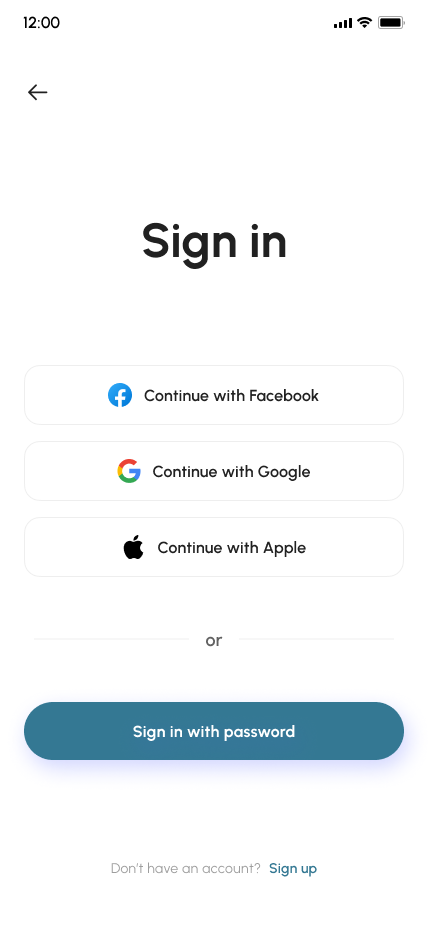 12:00
Sign in
Continue with Facebook
Continue with Google
Continue with Apple
or
Sign in with password
Don't have an account? Sign up